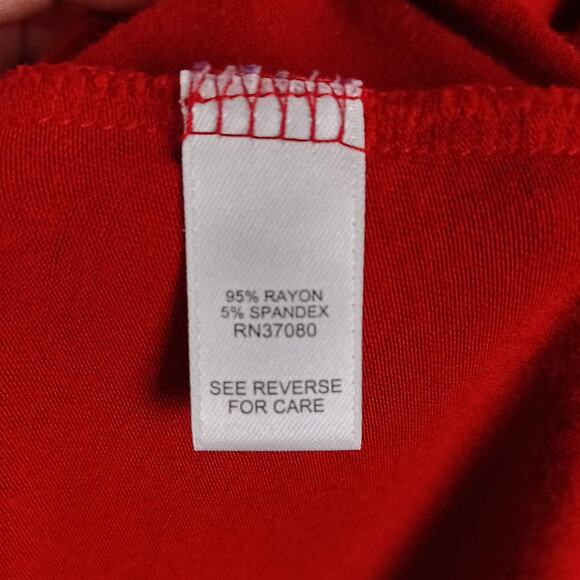 95% RAYON
5% SPANDEX
RN37080
SEE REVERSE
FOR CARE